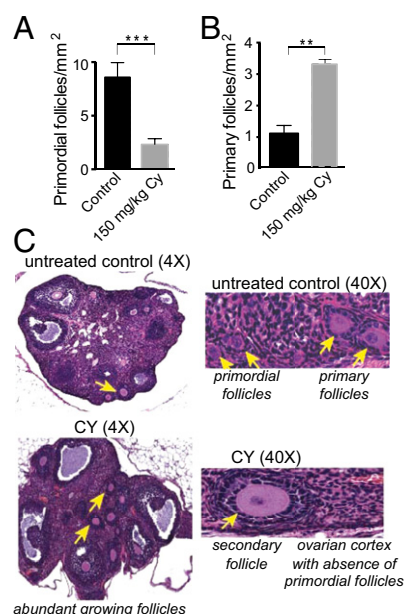 A
Primordial follicles/mm²
10
5
0
***
Control
150 mg/kg Cy
B
Primary follicles/mm²
4
3
2
1
0
**
Control
150 mg/kg Cy
C
untreated control (4X)
untreated control (40X)
primordial
follicles
primary
follicles
CY (4X)
abundant growing follicles
CY (40X)
secondary
follicle
ovarian cortex
with absence of
primordial follicles